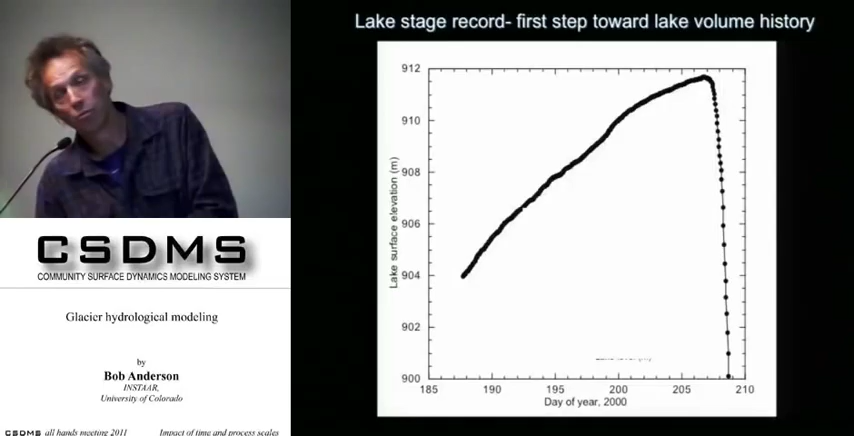 Lake stage record- first step toward lake volume history
CSDMS
COMMUNITY SURFACE DYNAMICS MODELING SYSTEM
Glacier hydrological modeling
by
Bob Anderson
INSTAAR,
University of Colorado
CSDMS all hands meeting 2011 Impact of time and process scales
Lake surface elevation (m)
912
910
908
906
904
902
900
185 190 195 200 205 210
Day of year, 2000